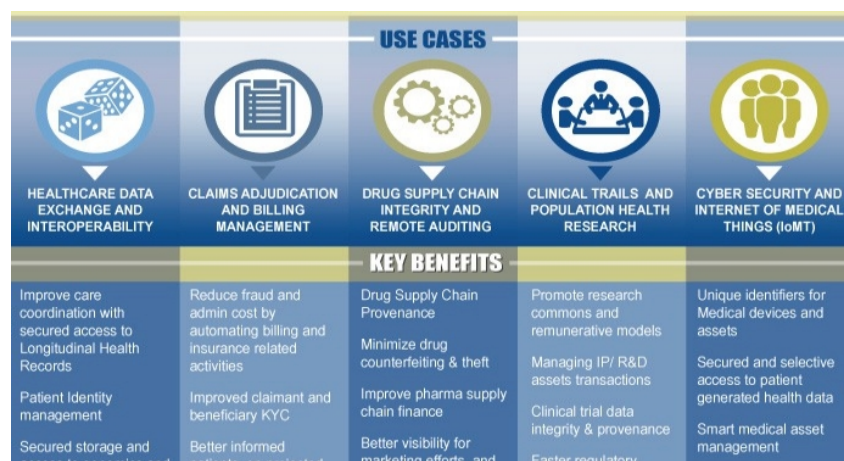 USE CASES
HEALTHCARE DATA
EXCHANGE AND
INTEROPERABILITY
CLAIMS ADJUDICATION
AND BILLING
MANAGEMENT
DRUG SUPPLY CHAIN
INTEGRITY AND
REMOTE AUDITING
CLINICAL TRAILS AND
POPULATION HEALTH
RESEARCH
CYBER SECURITY AND
INTERNET OF MEDICAL
THINGS (IoMT)
KEY BENEFITS
Improve care
coordination with
secured access to
Longitudinal Health
Records
Patient Identity
management
Secured storage and
Reduce fraud and
admin cost by
automating billing and
insurance related
activities
Improved claimant and
beneficiary KYC
Better informed
Drug Supply Chain
Provenance
Minimize drug
counterfeiting & theft
Improve pharma supply
chain finance
Better visibility for
marketing efforts, and
Promote research
commons and
remunerative models
Managing IP/ R&D
assets transactions
Clinical trial data
integrity & provenance
Faster regulatory
Unique identifiers for
Medical devices and
assets
Secured and selective
access to patient
generated health data
Smart medical asset
management